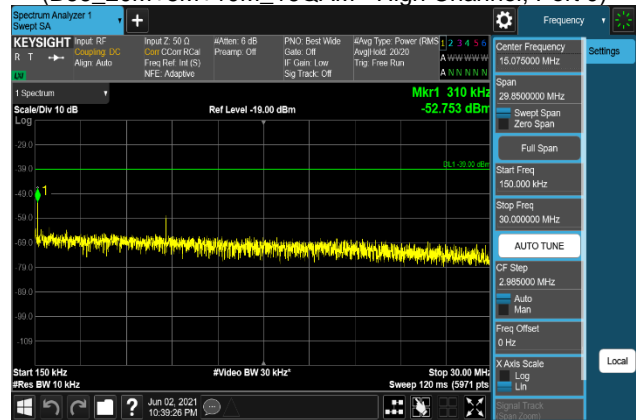 Spectrum Analyzer 1
Swept SA
Frequency
KEYSIGHT
R T
LW
Input: RF
Coupling: DC
Align: Auto
Input Z: 50 Ω
Corr CCorr RCal
Freq Ref: Int (S)
NFE: Adaptive
#Atten: 6 dB
Preamp: Off
PNO: Best Wide
Gate: Off
IF Gain: Low
Sig Track: Off
#Avg Type: Power (RMS
Avg|Hold: 20/20
Trig: Free Run
1 2 3 4 5 6
A W W W W W
A N N N N N
1 Spectrum
Mkr1 310 kHz
Scale/Div 10 dB
Ref Level -19.00 dBm
-52.753 dBm
Log
-29.0
-39.0
DL1 -39.00 dBm
-49.0
1
-59.0
-69.0
-79.0
-89.0
-99.0
-109
Start 150 kHz
#Video BW 30 kHz*
Stop 30.00 MHz
#Res BW 10 kHz
Sweep 120 ms (5971 pts
Center Frequency
15.075000 MHz
Settings
Span
29.8500000 MHz
Swept Span
Zero Span
Full Span
Start Freq
150.000 kHz
Stop Freq
30.000000 MHz
AUTO TUNE
CF Step
2.985000 MHz
Auto
Man
Freq Offset
0 Hz
X Axis Scale
Log
Lin
Local
Signal Track
(Span Zoom)
Jun 02, 2021
10:39:26 PM